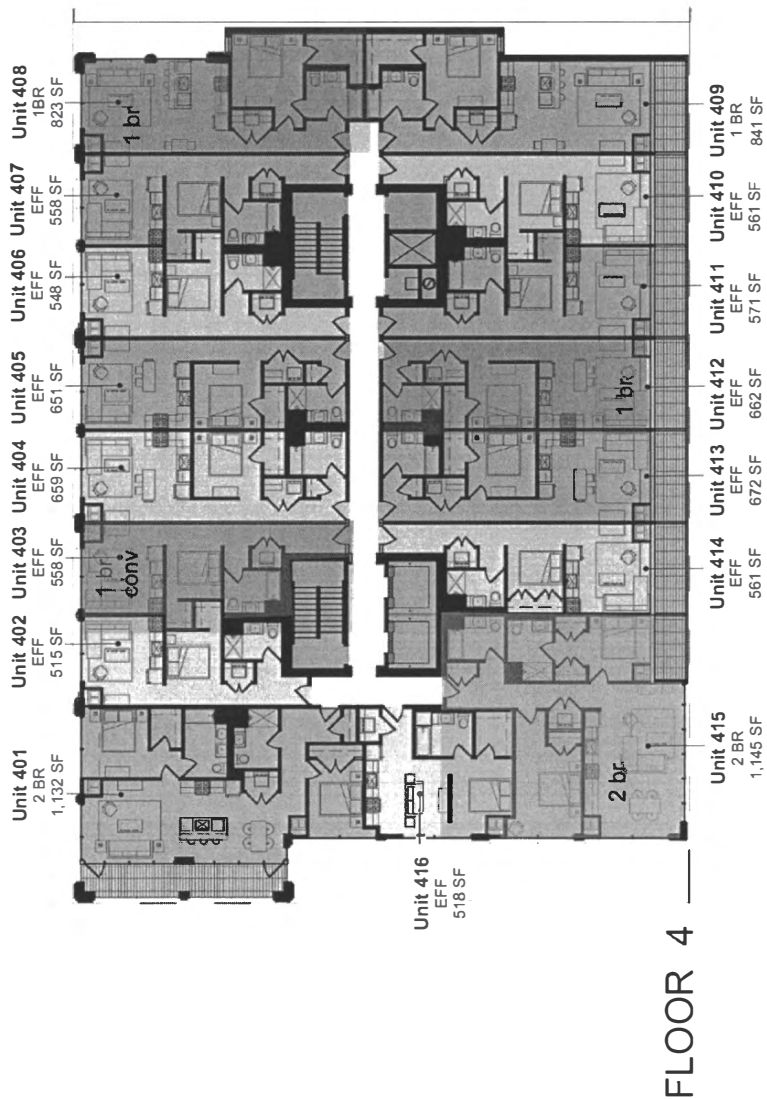 Unit 401
2 BR
1,132 SF
Unit 402
EFF
515 SF
Unit 403
EFF
558 SF
Unit 404
EFF
659 SF
Unit 405
EFF
651 SF
Unit 406
EFF
548 SF
Unit 407
EFF
558 SF
Unit 408
1BR
823 SF
1 br
conv
1 br
Unit 416
EFF
518 SF
2 br
1 br
Unit 415
2 BR
1,145 SF
Unit 414
EFF
561 SF
Unit 413
EFF
672 SF
Unit 412
EFF
662 SF
Unit 411
EFF
571 SF
Unit 410
EFF
561 SF
Unit 409
1 BR
841 SF
FLOOR 4